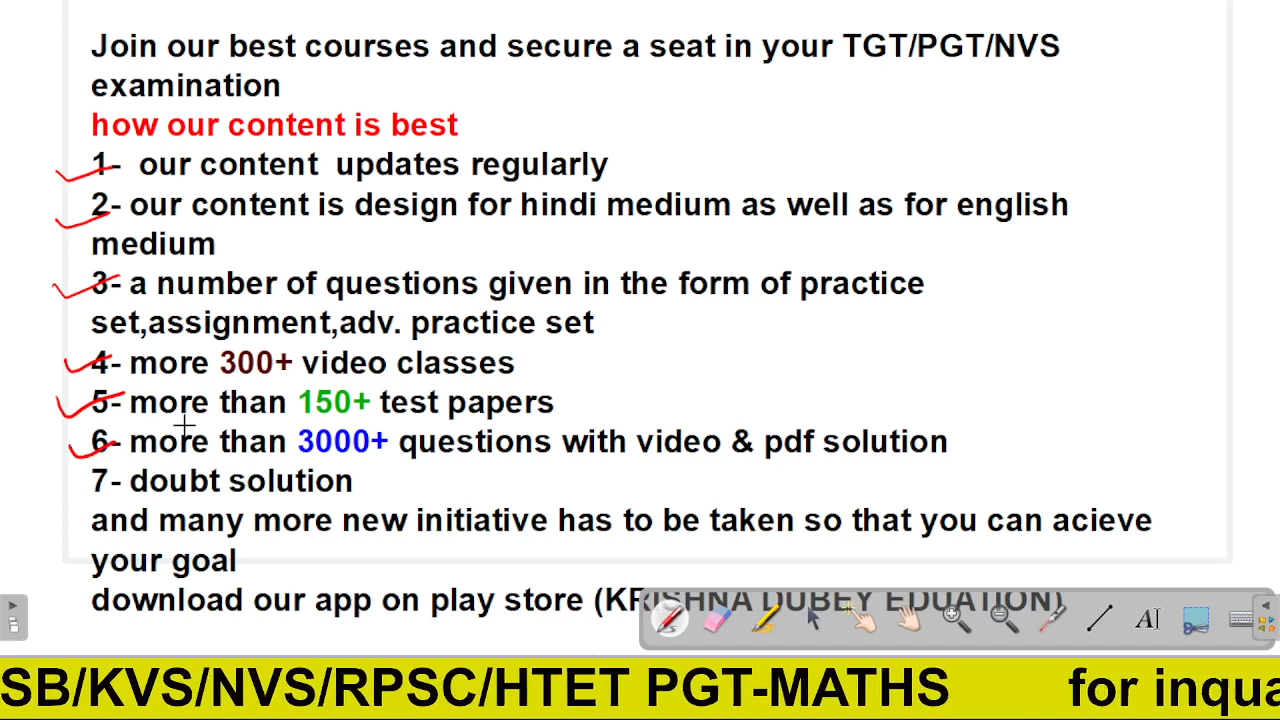 Join our best courses and secure a seat in your TGT/PGT/NVS
examination
how our content is best
1- our content updates regularly
2- our content is design for hindi medium as well as for english
medium
3- a number of questions given in the form of practice
set,assignment,adv. practice set
4- more 300+ video classes
5- more than 150+ test papers
6- more than 3000+ questions with video & pdf solution
7- doubt solution
and many more new initiative has to be taken so that you can acieve
your goal
download our app on play store (KRISHNA DUBEY EDUATION)
AI
SB/KVS/NVS/RPSC/HTET PGT-MATHS for inqua